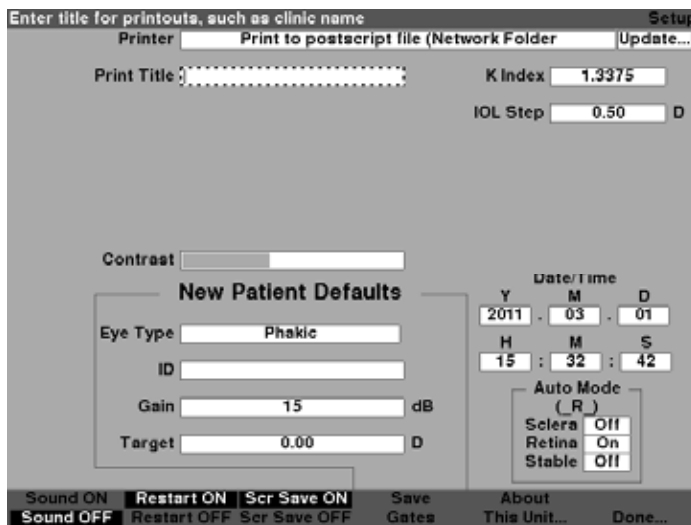 Enter title for printouts, such as clinic name Setup
Printer Print to postscript file (Network Folder Update...
Print Title K Index 1.3375
IOL Step 0.50 D
Contrast
Date/Time
New Patient Defaults
Y M D
2011 . 03 . 01
Eye Type Phakic
H M S
15 : 32 : 42
ID
Auto Mode
(_R_)
Gain 15 dB
Sclera Off
Retina On
Target 0.00 D
Stable Off
Sound ON Restart ON Scr Save ON Save About
Sound OFF Restart OFF Scr Save OFF Gates This Unit... Done...